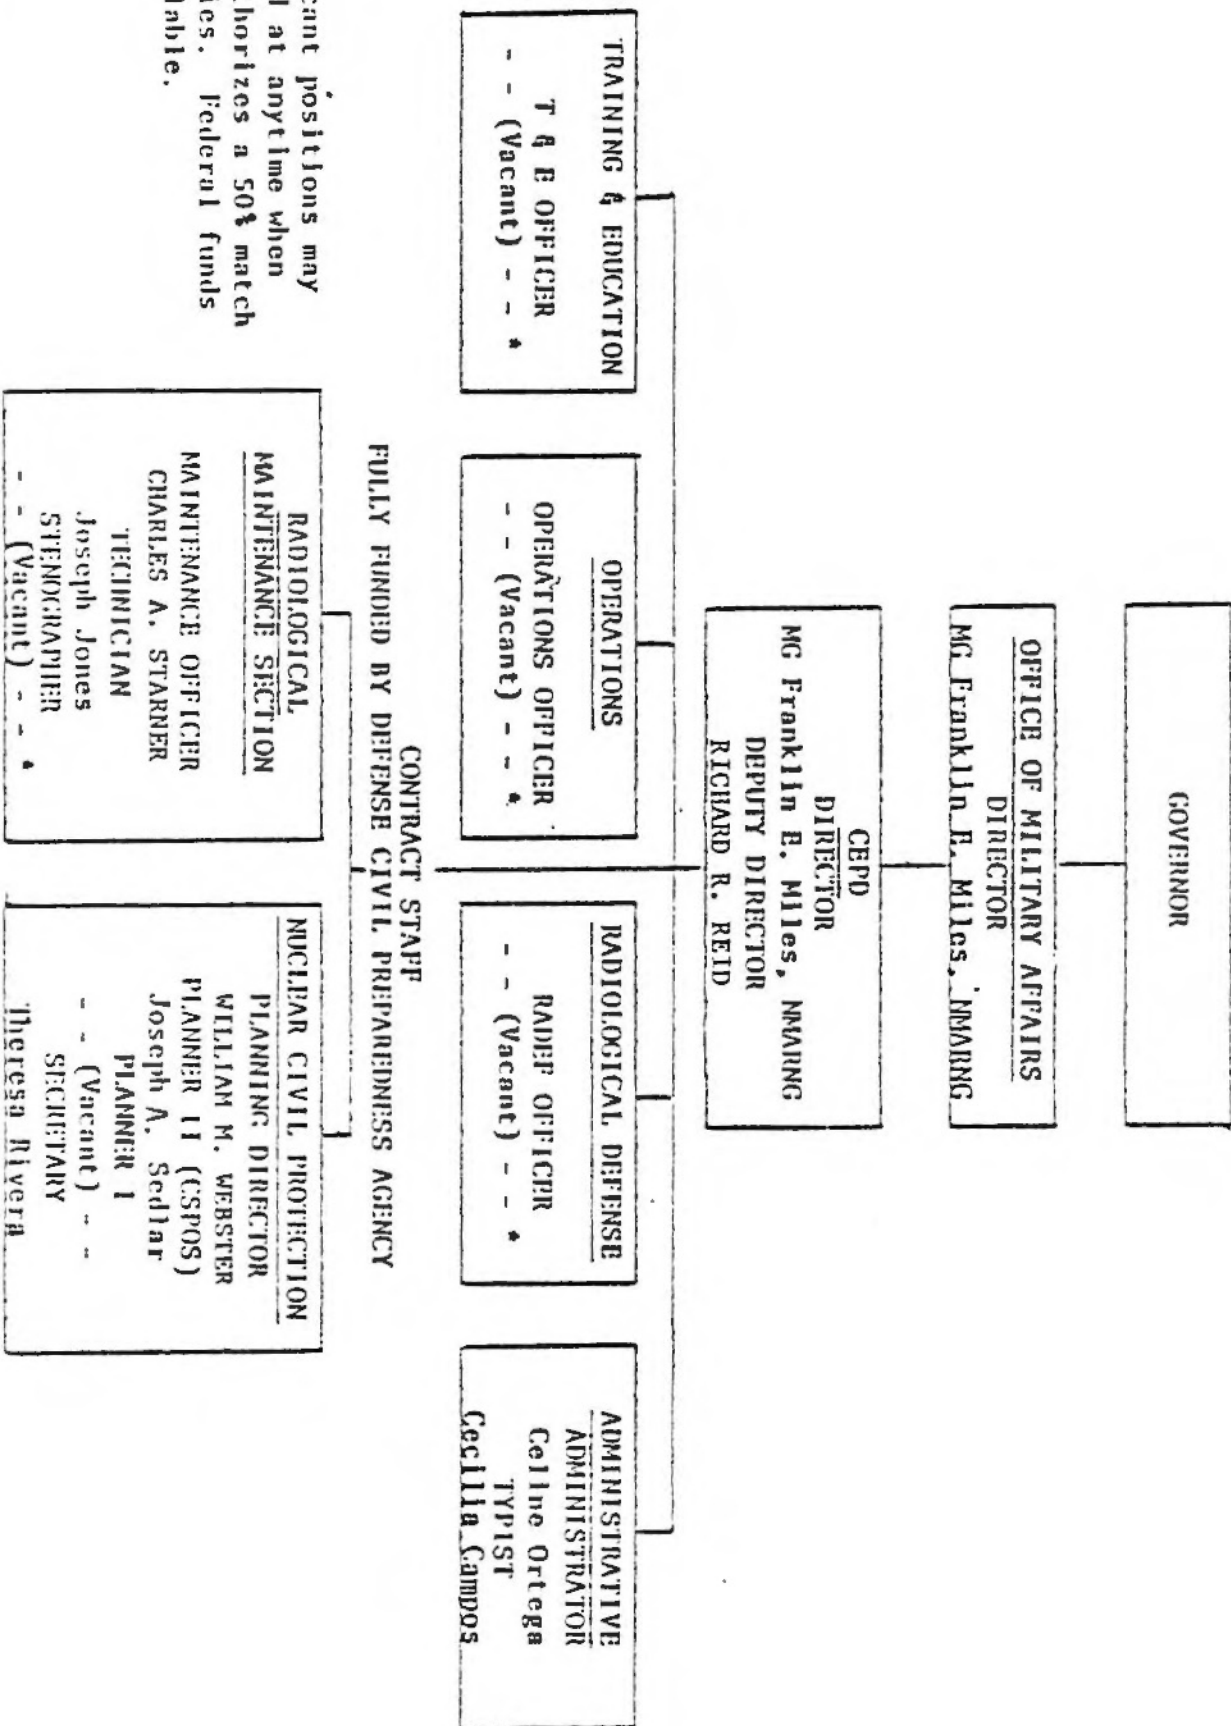 GOVERNOR
OFFICE OF MILITARY AFFAIRS
DIRECTOR
MG Franklin E. Miles, NMARNG
CEPD
DIRECTOR
MG Franklin E. Miles, NMARNG
DEPUTY DIRECTOR
RICHARD R. REID
TRAINING & EDUCATION
T & E OFFICER
- - (Vacant) - - *
OPERATIONS
OPERATIONS OFFICER
- - (Vacant) - - *
RADIOLOGICAL DEFENSE
RADEF OFFICER
- - (Vacant) - - *
ADMINISTRATIVE
ADMINISTRATOR
Celine Ortega
TYPIST
Cecilia Campos
CONTRACT STAFF
FULLY FUNDED BY DEFENSE CIVIL PREPAREDNESS AGENCY
RADIOLOGICAL
MAINTENANCE SECTION
MAINTENANCE OFFICER
CHARLES A. STARNER
TECHNICIAN
Joseph Jones
STENOGRAPHER
- - (Vacant) - - *
NUCLEAR CIVIL PROTECTION
PLANNING DIRECTOR
WILLIAM M. WEBSTER
PLANNER II (CSPOS)
Joseph A. Sedlar
PLANNER I
- - (Vacant) - -
SECRETARY
Theresa Rivera
cant positions may
d at anytime when
horizes a 50% match
ies. Federal funds
lable.